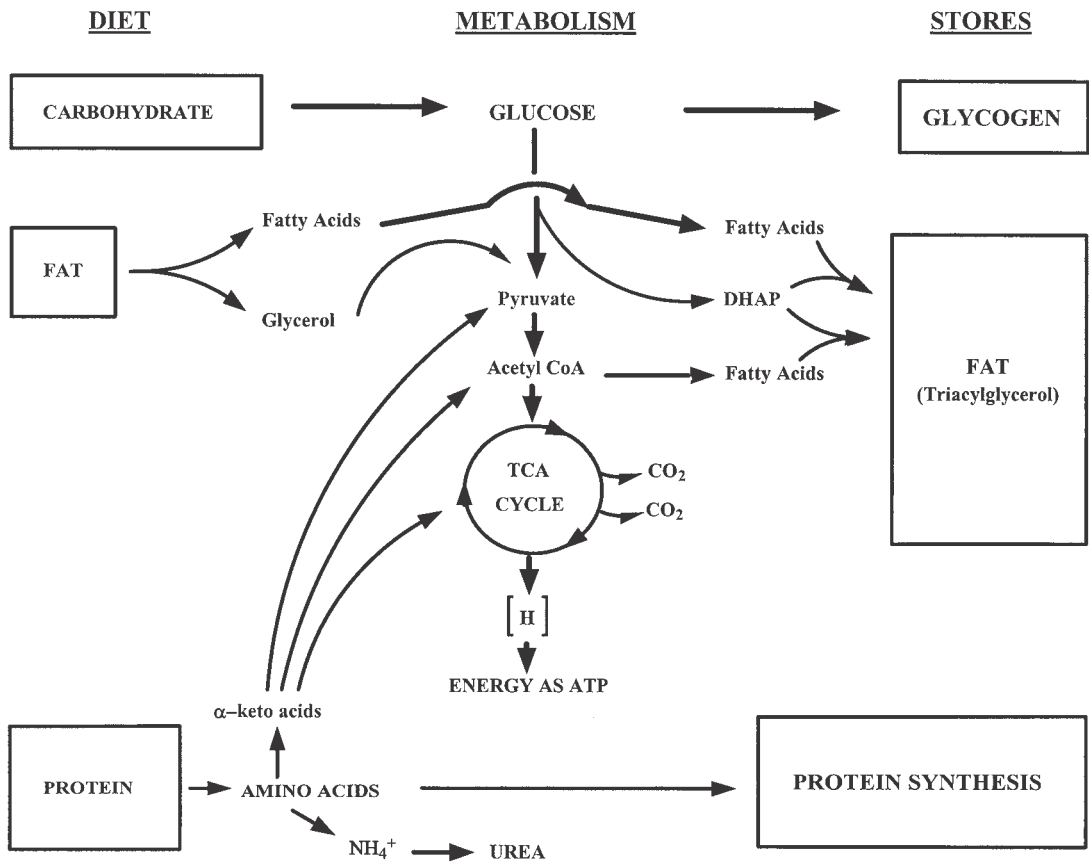 DIET
METABOLISM
STORES
CARBOHYDRATE
GLUCOSE
GLYCOGEN
Fatty Acids
Fatty Acids
FAT
Glycerol
Pyruvate
DHAP
Acetyl CoA
Fatty Acids
FAT
(Triacylglycerol)
TCA
CYCLE
CO₂
CO₂
[H]
ENERGY AS ATP
α–keto acids
PROTEIN
AMINO ACIDS
PROTEIN SYNTHESIS
NH₄⁺
UREA